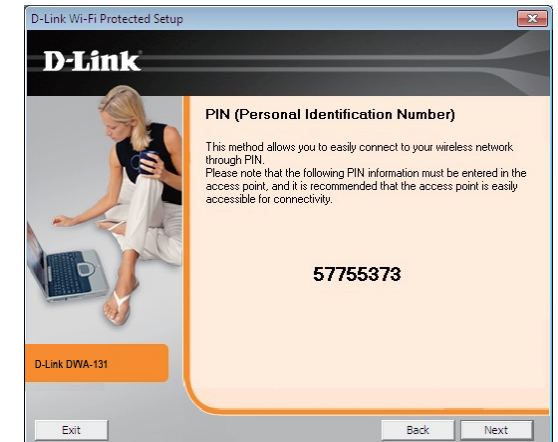 D-Link Wi-Fi Protected Setup
D-Link
PIN (Personal Identification Number)
This method allows you to easily connect to your wireless network
through PIN.
Please note that the following PIN information must be entered in the
access point, and it is recommended that the access point is easily
accessible for connectivity.
57755373
D-Link DWA-131
Exit
Back
Next